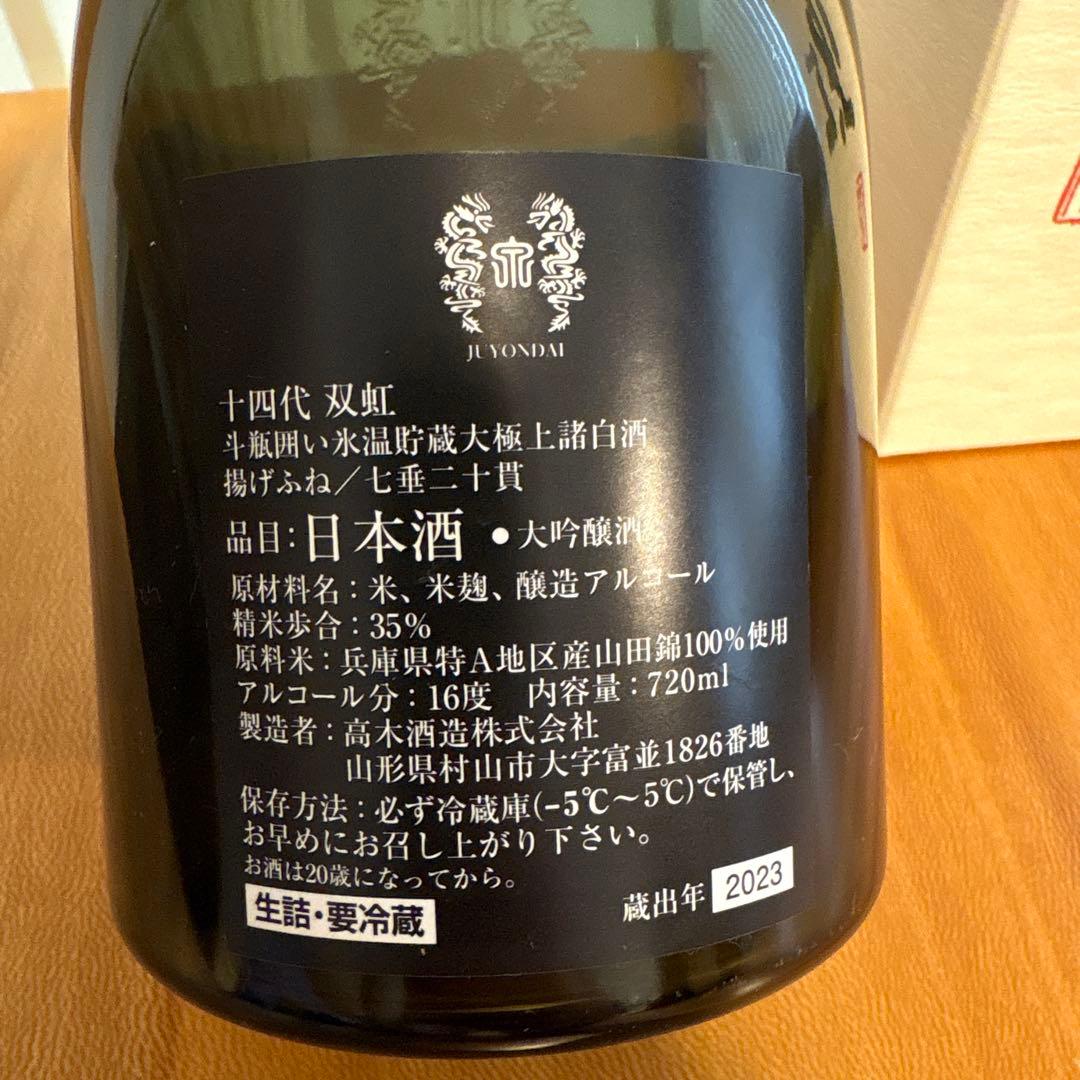 JUYONDAI
十四代 双虹
斗瓶囲い氷温貯蔵大極上諸白酒
揚げふね／七垂二十貫
品目：日本酒 ●大吟醸酒
原材料名：米、米麹、醸造アルコール
精米歩合：35%
原料米：兵庫県特A地区産山田錦100%使用
アルコール分：16度 内容量：720ml
製造者：高木酒造株式会社
山形県村山市大字富並1826番地
保存方法：必ず冷蔵庫(-5℃～5℃)で保管し、
お早めにお召し上がり下さい。
お酒は20歳になってから。
生詰・要冷蔵
蔵出年 2023